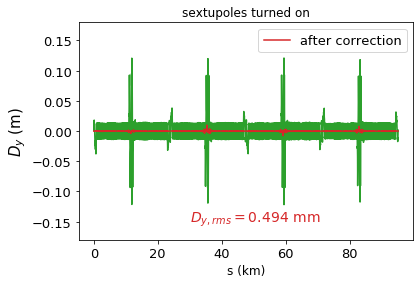 sextupoles turned on
after correction
0.15
0.10
0.05
0.00
−0.05
−0.10
−0.15
D_y (m)
D_{y,rms} = 0.494 mm
0 20 40 60 80
s (km)